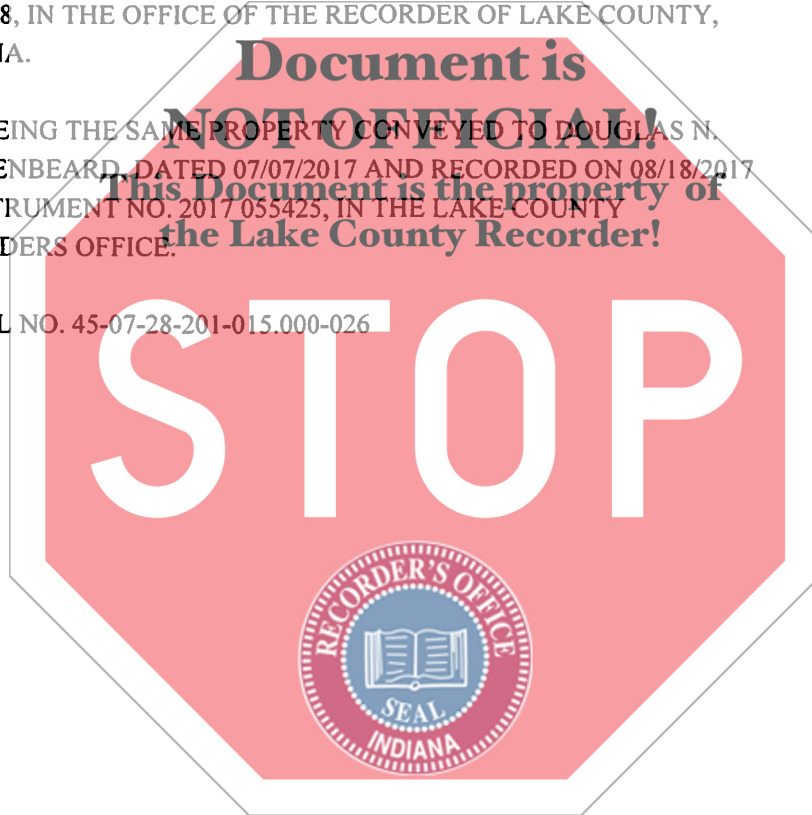 8, IN THE OFFICE OF THE RECORDER OF LAKE COUNTY,
NA.
Document is
NOT OFFICIAL!
EING THE SAME PROPERTY CONVEYED TO DOUGLAS N.
ENBEARD, DATED 07/07/2017 AND RECORDED ON 08/18/2017
This Document is the property of
TRUMENT NO. 2017 055425, IN THE LAKE COUNTY
the Lake County Recorder!
DERS OFFICE.
L NO. 45-07-28-201-015.000-026
STOP
RECORDER'S OFFICE
SEAL
INDIANA